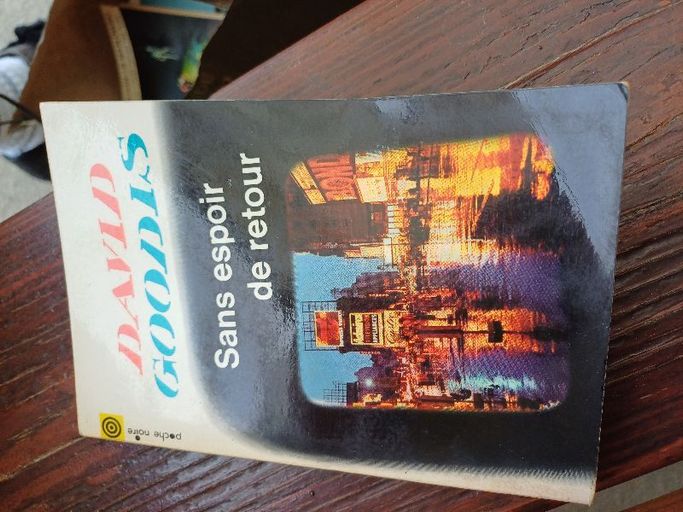 DAVID
GOODIS
Sans espoir
de retour
poche noire